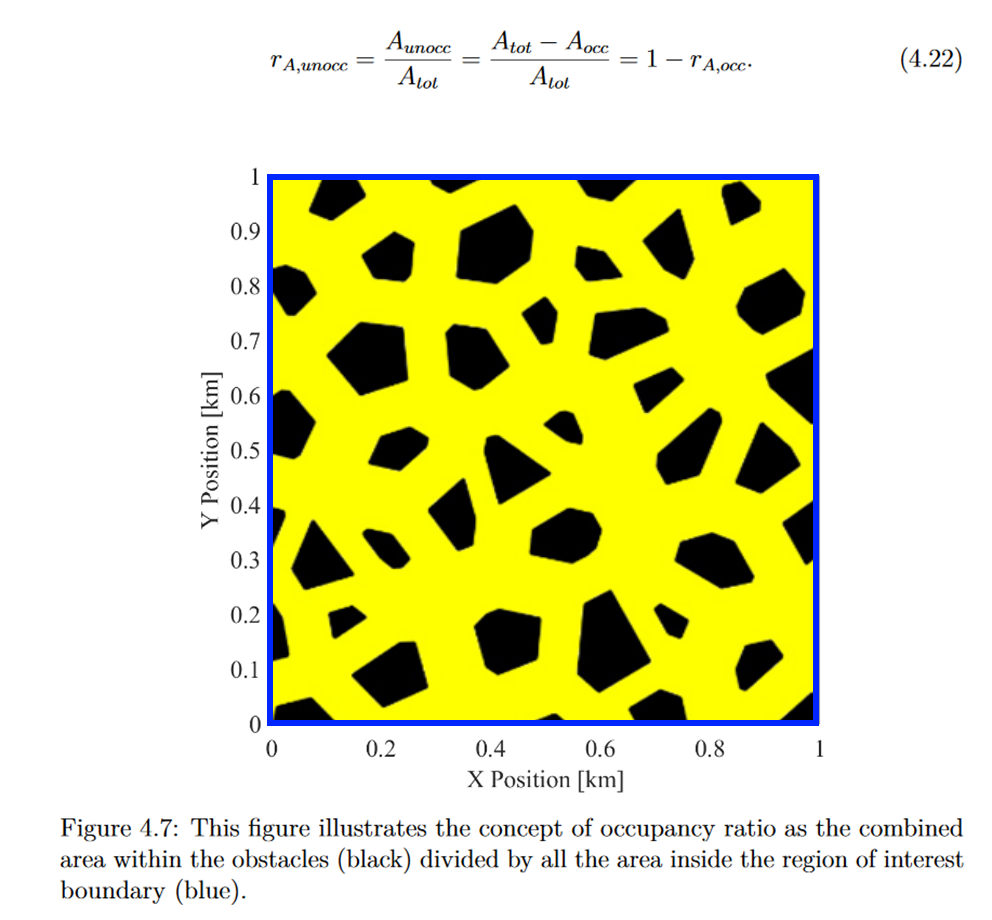 r_{A,unocc} = \frac{A_{unocc}}{A_{tot}} = \frac{A_{tot} - A_{occ}}{A_{tot}} = 1 - r_{A,occ}. (4.22)
1
0.9
0.8
0.7
0.6
0.5
0.4
0.3
0.2
0.1
0
Y Position [km]
0 0.2 0.4 0.6 0.8 1
X Position [km]
Figure 4.7: This figure illustrates the concept of occupancy ratio as the combined
area within the obstacles (black) divided by all the area inside the region of interest
boundary (blue).